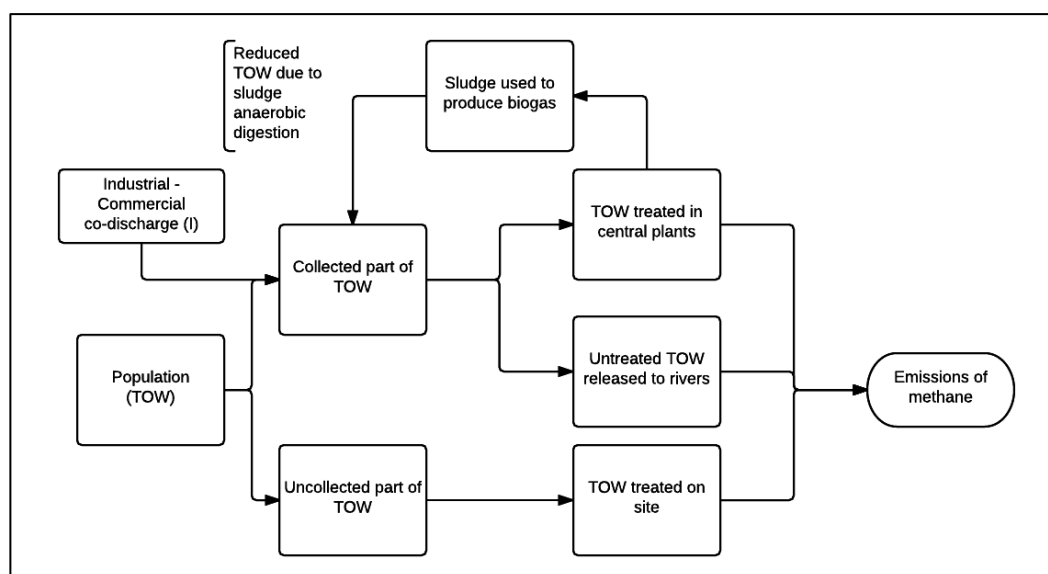 Reduced
TOW due to
sludge
anaerobic
digestion
Sludge used to
produce biogas
Industrial -
Commercial
co-discharge (I)
TOW treated in
central plants
Collected part of
TOW
Population
(TOW)
Untreated TOW
released to rivers
Emissions of
methane
Uncollected part of
TOW
TOW treated on
site